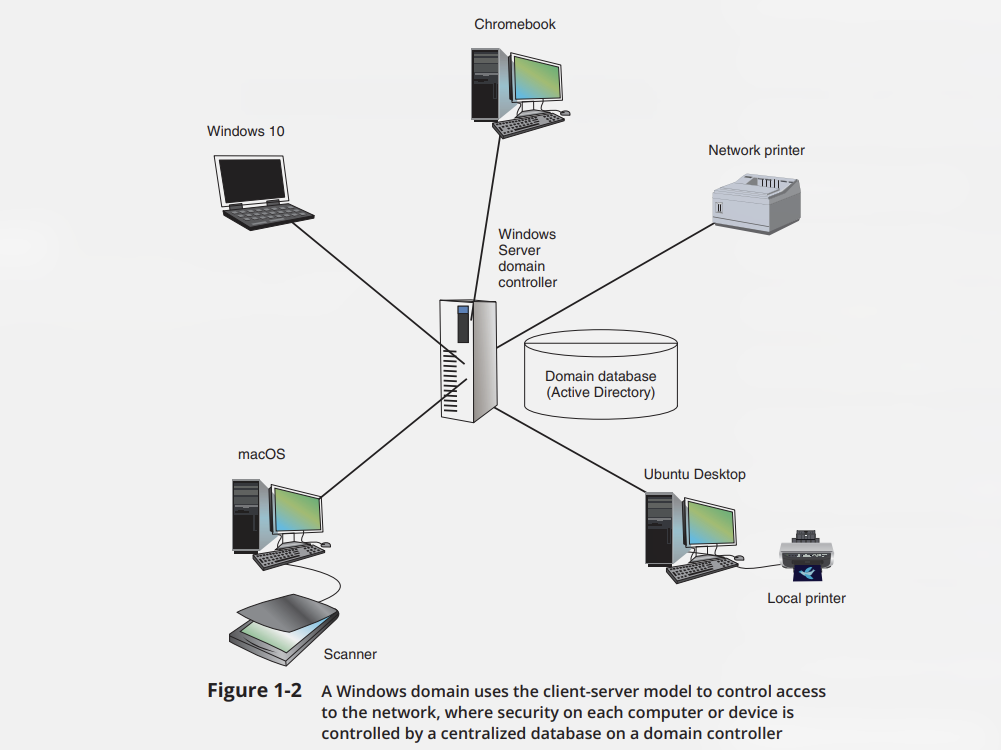 Chromebook
Windows 10
Network printer
Windows
Server
domain
controller
Domain database
(Active Directory)
macOS
Ubuntu Desktop
Local printer
Scanner
Figure 1-2 A Windows domain uses the client-server model to control access
to the network, where security on each computer or device is
controlled by a centralized database on a domain controller